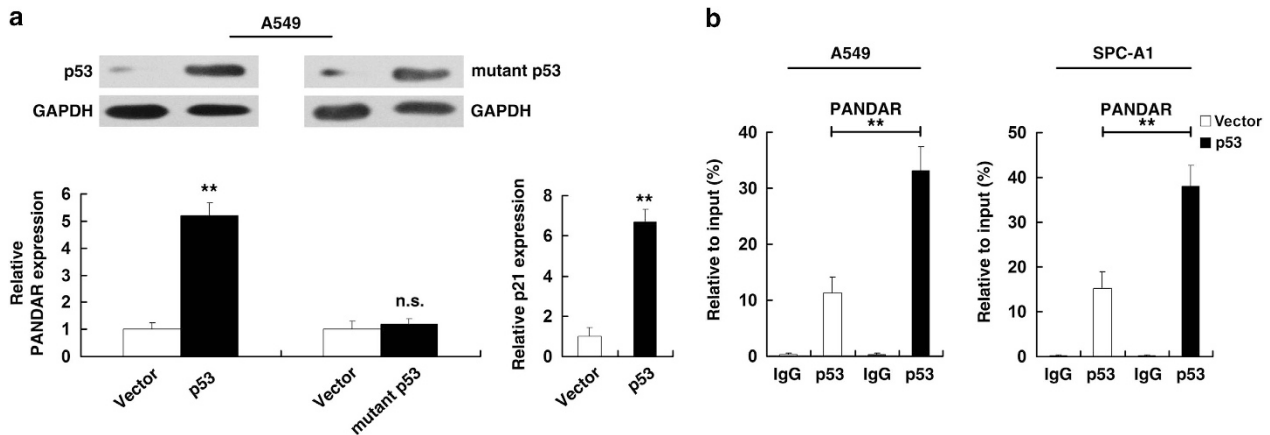 a
A549
p53
mutant p53
GAPDH
GAPDH
Relative
PANDAR expression
6
5
4
3
2
1
0
**
n.s.
Vector
p53
Vector
mutant p53
Relative p21 expression
8
6
4
2
0
**
Vector
p53
b
A549
PANDAR
**
Relative to input (%)
40
30
20
10
0
IgG p53 IgG p53
SPC-A1
PANDAR
**
Vector
p53
Relative to input (%)
50
40
30
20
10
0
IgG p53 IgG p53